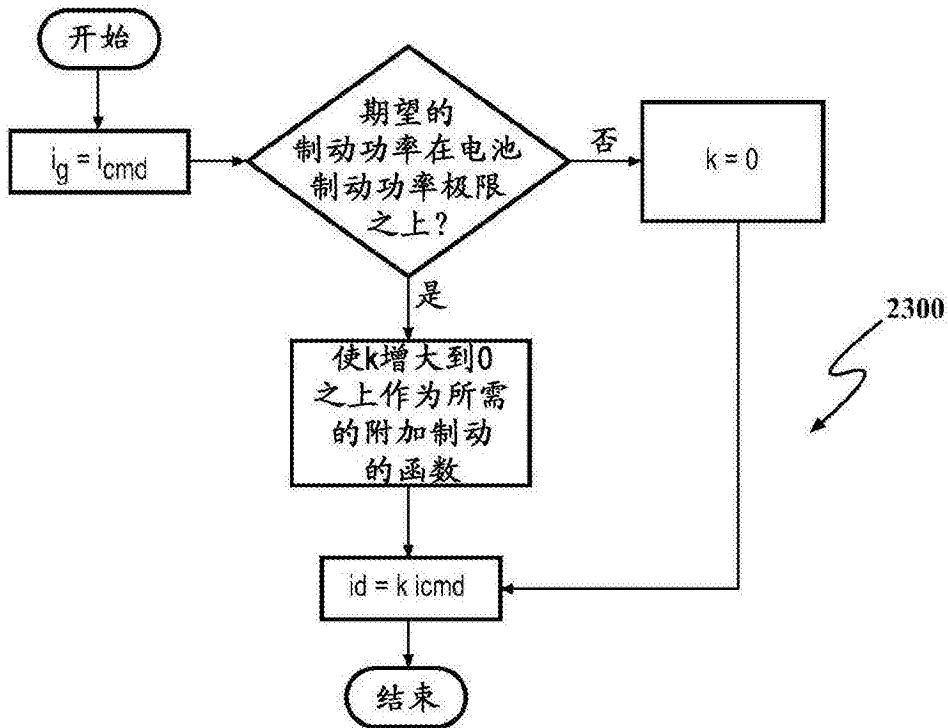 开始
ig = icmd
期望的
制动功率在电池
制动功率极限
之上?
否
k = 0
是
2300
使k增大到0
之上作为所需
的附加制动
的函数
id = k icmd
结束